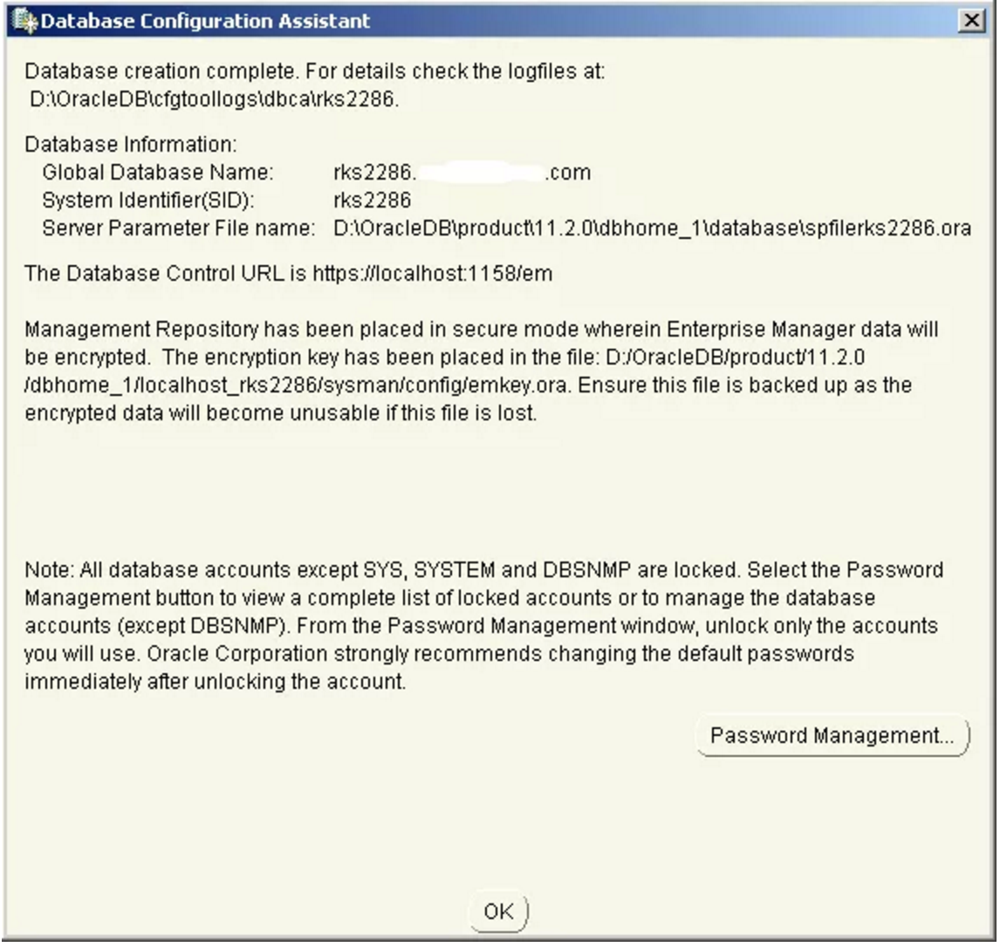 Database Configuration Assistant
Database creation complete. For details check the logfiles at:
D:\OracleDB\cfgtoollogs\dbca\rks2286.
Database Information:
Global Database Name: rks2286. .com
System Identifier(SID): rks2286
Server Parameter File name: D:\OracleDB\product\11.2.0\dbhome_1\database\spfilerks2286.ora
The Database Control URL is https://localhost:1158/em
Management Repository has been placed in secure mode wherein Enterprise Manager data will
be encrypted. The encryption key has been placed in the file: D:/OracleDB/product/11.2.0
/dbhome_1/localhost_rks2286/sysman/config/emkey.ora. Ensure this file is backed up as the
encrypted data will become unusable if this file is lost.
Note: All database accounts except SYS, SYSTEM and DBSNMP are locked. Select the Password
Management button to view a complete list of locked accounts or to manage the database
accounts (except DBSNMP). From the Password Management window, unlock only the accounts
you will use. Oracle Corporation strongly recommends changing the default passwords
immediately after unlocking the account.
Password Management...
OK